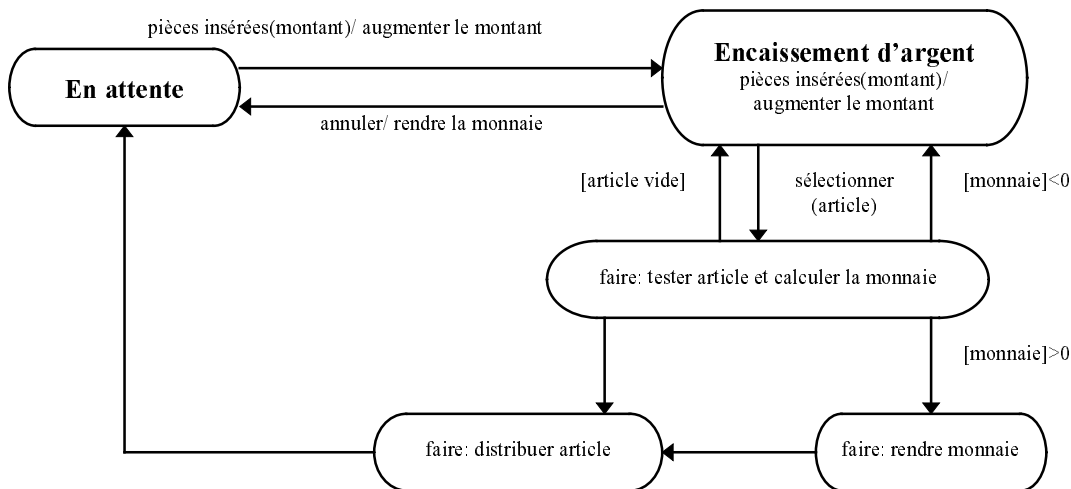 pièces insérées(montant)/ augmenter le montant
En attente
Encaissement d'argent
pièces insérées(montant)/
augmenter le montant
annuler/ rendre la monnaie
[article vide]
sélectionner
(article)
[monnaie]<0
faire: tester article et calculer la monnaie
[monnaie]>0
faire: distribuer article
faire: rendre monnaie